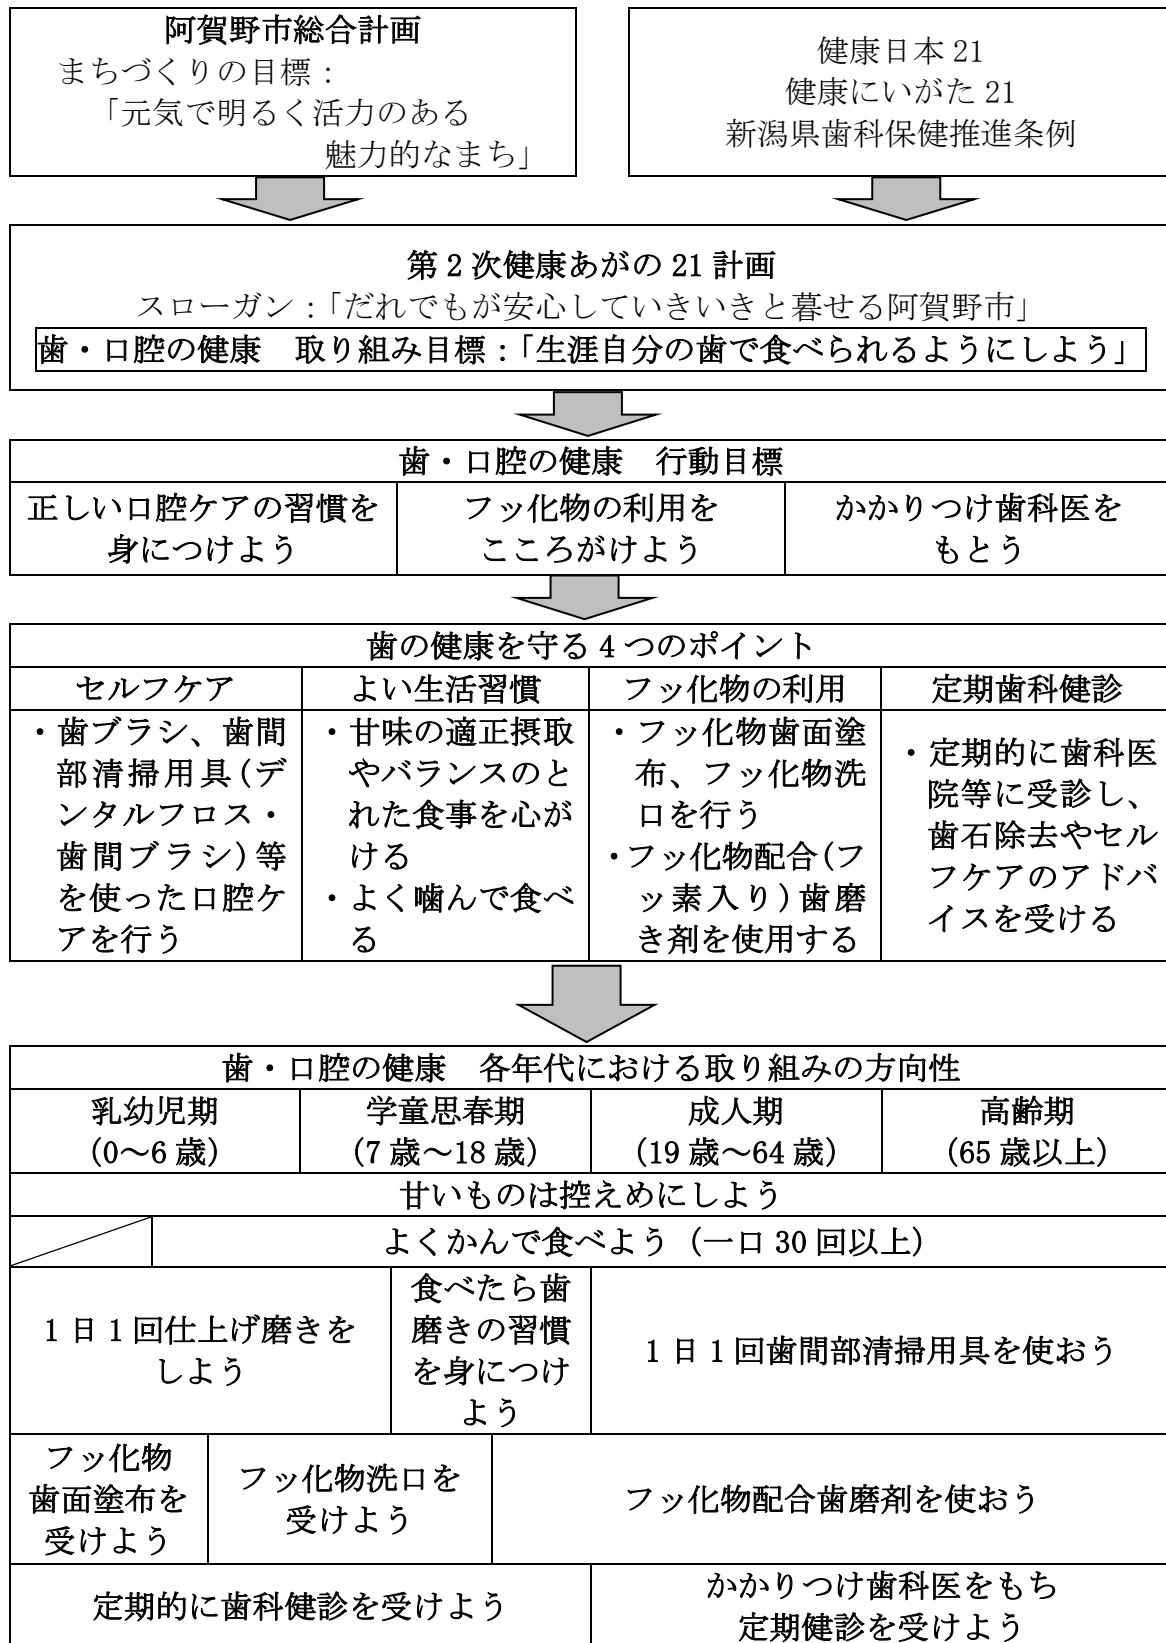 阿賀野市総合計画
まちづくりの目標：
「元気で明るく活力のある
魅力的なまち」
健康日本 21
健康にいがた 21
新潟県歯科保健推進条例
第 2 次健康あがの 21 計画
スローガン：「だれでもが安心していきいきと暮せる阿賀野市」
歯・口腔の健康　取り組み目標：「生涯自分の歯で食べられるようにしよう」
歯・口腔の健康　行動目標
正しい口腔ケアの習慣を
身につけよう
フッ化物の利用を
こころがけよう
かかりつけ歯科医を
もとう
歯の健康を守る 4 つのポイント
セルフケア
・歯ブラシ、歯間
部清掃用具(デ
ンタルフロス・
歯間ブラシ)等
を使った口腔ケ
アを行う
よい生活習慣
・甘味の適正摂取
やバランスのと
れた食事を心が
ける
・よく噛んで食べ
る
フッ化物の利用
・フッ化物歯面塗
布、フッ化物洗
口を行う
・フッ化物配合(フ
ッ素入り)歯磨
き剤を使用する
定期歯科健診
・定期的に歯科医
院等に受診し、
歯石除去やセル
フケアのアドバ
イスを受ける
歯・口腔の健康　各年代における取り組みの方向性
乳幼児期
(0～6 歳)
学童思春期
(7 歳～18 歳)
成人期
(19 歳～64 歳)
高齢期
(65 歳以上)
甘いものは控えめにしよう
よくかんで食べよう（一口 30 回以上）
1 日 1 回仕上げ磨きを
しよう
食べたら歯
磨きの習慣
を身につけ
よう
1 日 1 回歯間部清掃用具を使おう
フッ化物
歯面塗布を
受けよう
フッ化物洗口を
受けよう
フッ化物配合歯磨剤を使おう
定期的に歯科健診を受けよう
かかりつけ歯科医をもち
定期健診を受けよう